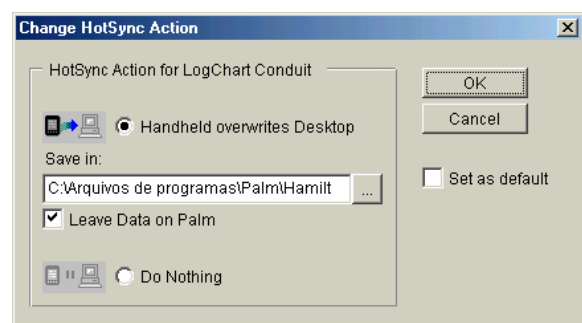 Change HotSync Action
HotSync Action for LogChart Conduit
Handheld overwrites Desktop
Save in:
C:\Arquivos de programas\Palm\Hamilt
...
Leave Data on Palm
Do Nothing
OK
Cancel
Set as default